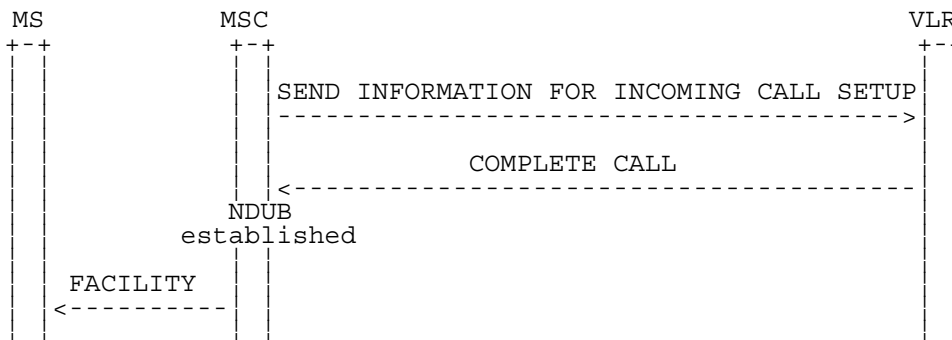 MS MSC VLR
SEND INFORMATION FOR INCOMING CALL SETUP
COMPLETE CALL
NDUB
established
FACILITY